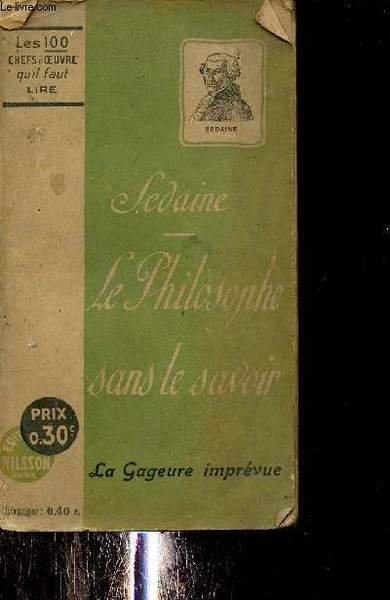 Le-livre.com
Les 100
CHEFS D'ŒUVRE
qu'il faut
LIRE
SEDAINE
Sedaine
Le Philosophe
sans le savoir
PRIX
0.30c
NILSSON
La Gageure imprévue
Étranger : 0.40 c.